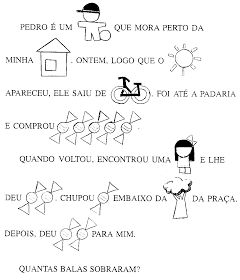 PEDRO É UM QUE MORA PERTO DA
MINHA . ONTEM, LOGO QUE O
APARECEU, ELE SAIU DE . FOI ATÉ A PADARIA
E COMPROU .
QUANDO VOLTOU, ENCONTROU UMA E LHE
DEU . CHUPOU EMBAIXO DA DA PRAÇA.
DEPOIS, DEU PARA MIM.
QUANTAS BALAS SOBRARAM?